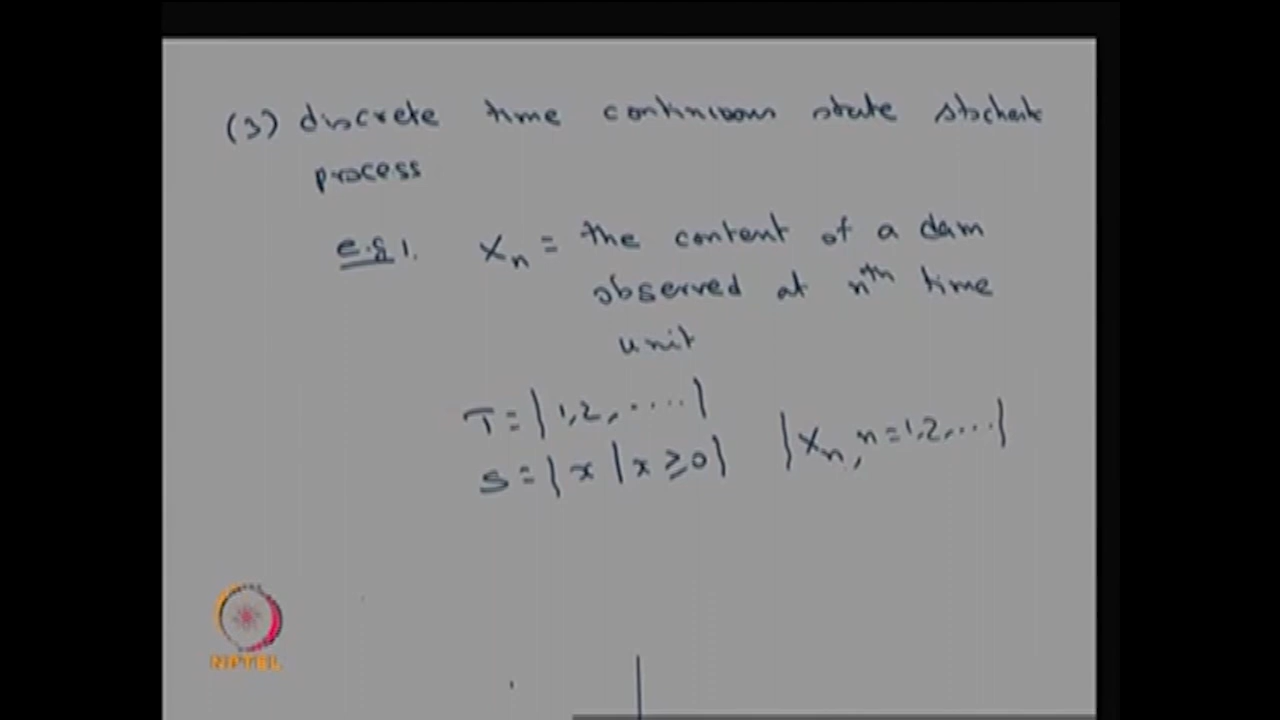 (3) discrete time continuous state stochastic
process
e.g 1. Xn = the content of a dam
observed at nth time
unit
T = {1,2,....}
S = {x | x ≥ 0} {Xn, n=1,2,...}
NPTEL